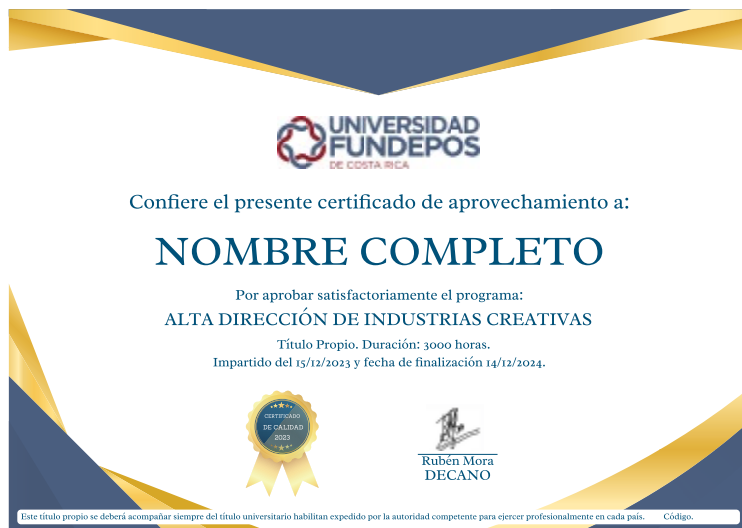 UNIVERSIDAD
FUNDEPOS
DE COSTA RICA
Confiere el presente certificado de aprovechamiento a:
NOMBRE COMPLETO
Por aprobar satisfactoriamente el programa:
ALTA DIRECCIÓN DE INDUSTRIAS CREATIVAS
Título Propio. Duración: 3000 horas.
Impartido del 15/12/2023 y fecha de finalización 14/12/2024.
CERTIFICADO
DE CALIDAD
2023
Rubén Mora
DECANO
Este título propio se deberá acompañar siempre del título universitario habilitan expedido por la autoridad competente para ejercer profesionalmente en cada país. Código.